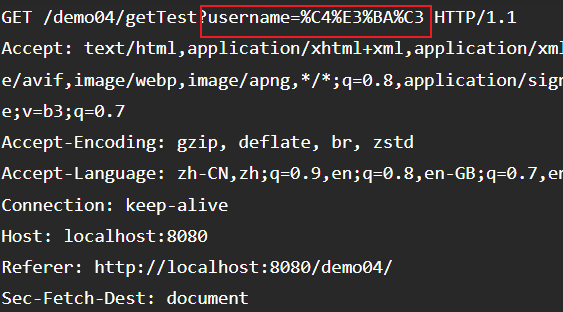 GET /demo04/getTest?username=%C4%E3%BA%C3 HTTP/1.1
Accept: text/html,application/xhtml+xml,application/xml
e/avif,image/webp,image/apng,*/*;q=0.8,application/sign
e;v=b3;q=0.7
Accept-Encoding: gzip, deflate, br, zstd
Accept-Language: zh-CN,zh;q=0.9,en;q=0.8,en-GB;q=0.7,en
Connection: keep-alive
Host: localhost:8080
Referer: http://localhost:8080/demo04/
Sec-Fetch-Dest: document